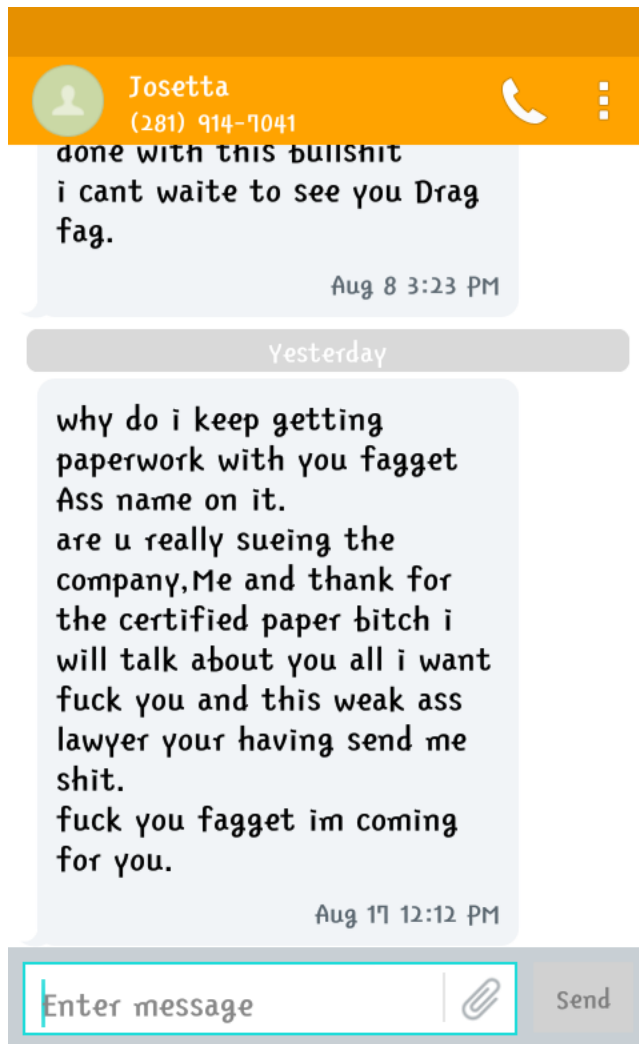 Josetta
(281) 914-7041
done with this bullshit
i cant waite to see you Drag
fag.
Aug 8 3:23 PM
Yesterday
why do i keep getting
paperwork with you fagget
Ass name on it.
are u really sueing the
company,Me and thank for
the certified paper bitch i
will talk about you all i want
fuck you and this weak ass
lawyer your having send me
shit.
fuck you fagget im coming
for you.
Aug 17 12:12 PM
Enter message
Send